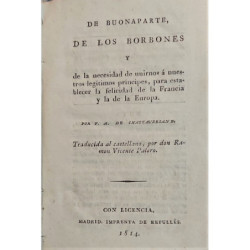 DE BUONAPARTE,
DE LOS BORBONES
Y
de la necesidad de unirnos á nues-
tros legítimos príncipes, para esta-
blecer la felicidad de la Francia
y la de la Europa.
POR F. A. DE CHATEAUBRIAND.
Traducida al castellano; por don Ra-
mon Vicente Palero.
CON LICENCIA,
MADRID. IMPRENTA DE REPULLÉS.
1814.